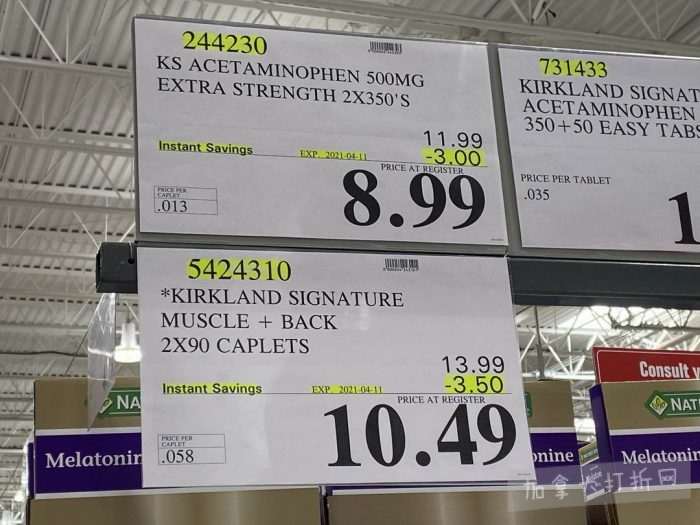 244230
KS ACETAMINOPHEN 500MG
EXTRA STRENGTH 2X350'S
11.99
Instant Savings EXP. 2021-04-11 -3.00
PRICE AT REGISTER
PRICE PER
CAPLET
.013
8.99
731433
KIRKLAND SIGNAT
ACETAMINOPHEN
350+50 EASY TABS
PRICE PER TABLET
.035
1
5424310
*KIRKLAND SIGNATURE
MUSCLE + BACK
2X90 CAPLETS
13.99
Instant Savings EXP. 2021-04-11 -3.50
PRICE AT REGISTER
PRICE PER
CAPLET
.058
10.49
Consult y
NA
NATU
Melatonin
onine
Melatonin
加拿大打折网